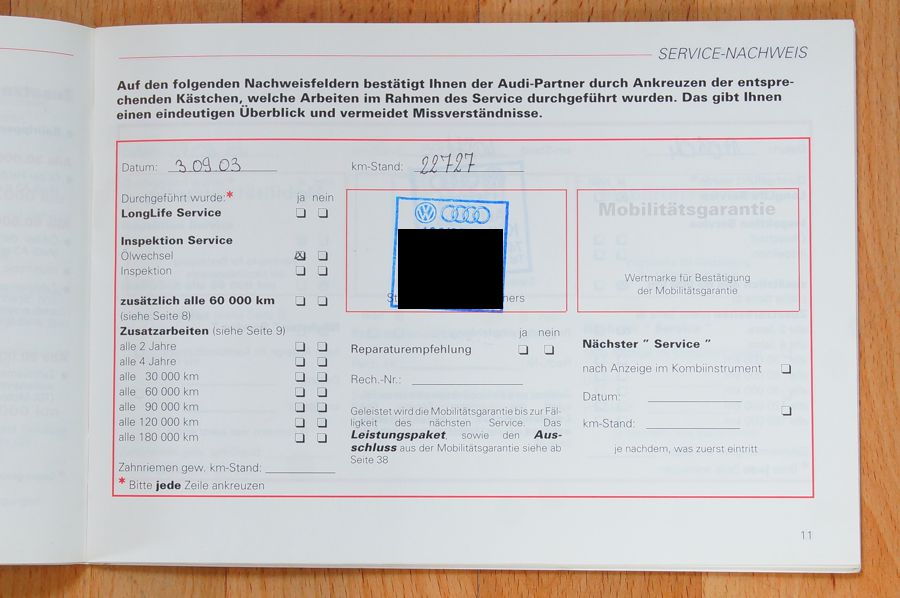 SERVICE-NACHWEIS
Auf den folgenden Nachweisfeldern bestätigt Ihnen der Audi-Partner durch Ankreuzen der entspre-
chenden Kästchen, welche Arbeiten im Rahmen des Service durchgeführt wurden. Das gibt Ihnen
einen eindeutigen Überblick und vermeidet Missverständnisse.
Datum: 3.09.03 km-Stand: 22727
Durchgeführt wurde:* ja nein
LongLife Service
Inspektion Service
Ölwechsel
Inspektion
zusätzlich alle 60 000 km
(siehe Seite 8)
Zusatzarbeiten (siehe Seite 9)
alle 2 Jahre
alle 4 Jahre
alle 30 000 km
alle 60 000 km
alle 90 000 km
alle 120 000 km
alle 180 000 km
Zahnriemen gew. km-Stand:
* Bitte jede Zeile ankreuzen
ja nein
Reparaturempfehlung
Rech.-Nr.:
Geleistet wird die Mobilitätsgarantie bis zur Fäl-
ligkeit des nächsten Service. Das
Leistungspaket sowie den Aus-
schluss aus der Mobilitätsgarantie siehe ab
Seite 38
Mobilitätsgarantie
Wertmarke für Bestätigung
der Mobilitätsgarantie
Nächster " Service "
nach Anzeige im Kombiinstrument
Datum:
km-Stand:
je nachdem, was zuerst eintritt
11